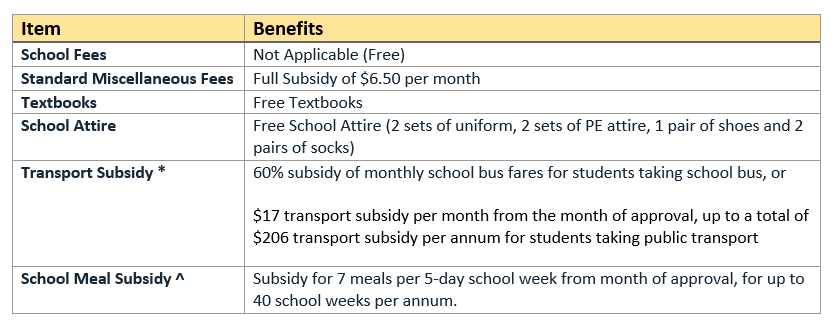 Item Benefits
School Fees Not Applicable (Free)
Standard Miscellaneous Fees Full Subsidy of $6.50 per month
Textbooks Free Textbooks
School Attire Free School Attire (2 sets of uniform, 2 sets of PE attire, 1 pair of shoes and 2
pairs of socks)
Transport Subsidy * 60% subsidy of monthly school bus fares for students taking school bus, or
$17 transport subsidy per month from the month of approval, up to a total of
$206 transport subsidy per annum for students taking public transport
School Meal Subsidy ^ Subsidy for 7 meals per 5-day school week from month of approval, for up to
40 school weeks per annum.